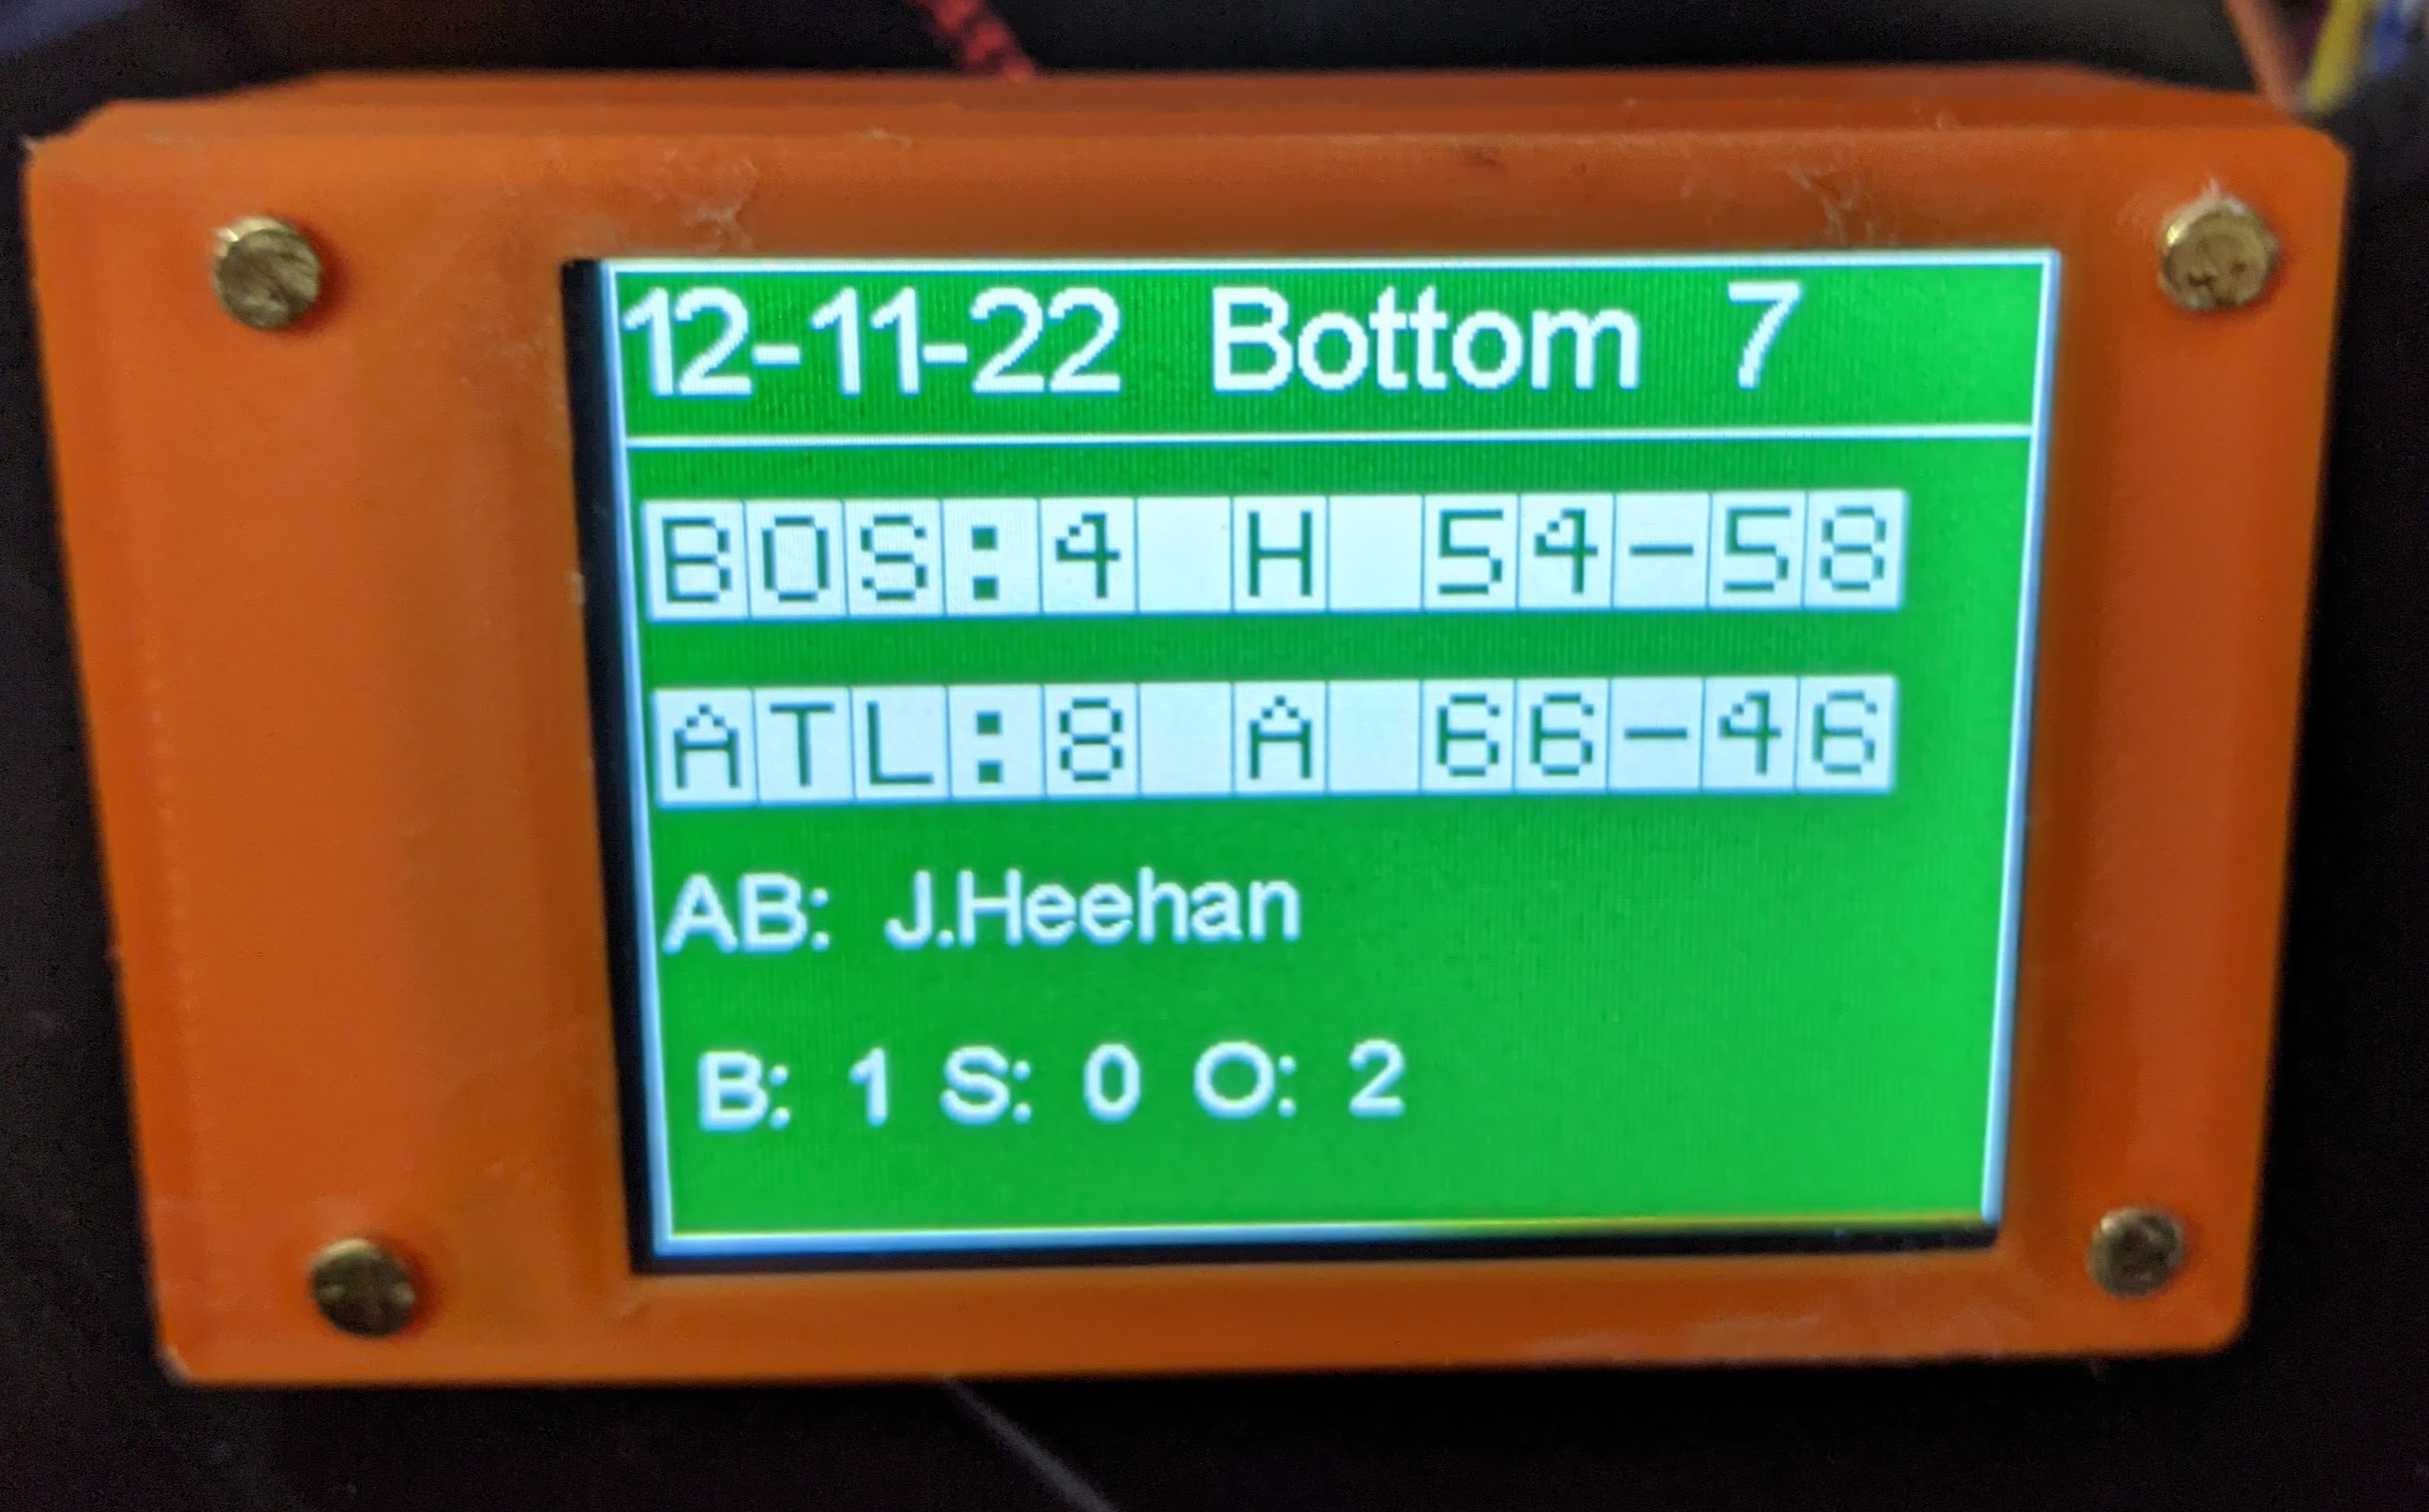 12-11-22 Bottom 7
BOS:4 H 54-58
ATL:8 A 66-46
AB: J.Heehan
B: 1 S: 0 O: 2